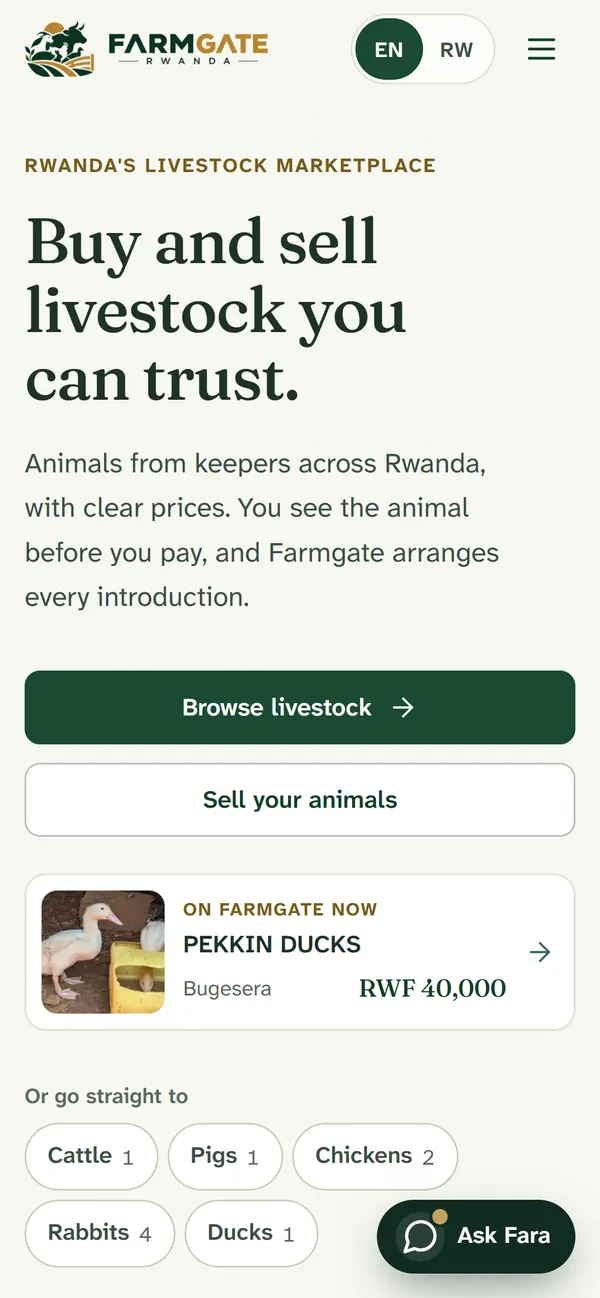 FARMGATE
RWANDA
EN
RW
RWANDA'S LIVESTOCK MARKETPLACE
Buy and sell
livestock you
can trust.
Animals from keepers across Rwanda,
with clear prices. You see the animal
before you pay, and Farmgate arranges
every introduction.
Browse livestock
Sell your animals
ON FARMGATE NOW
PEKKIN DUCKS
Bugesera RWF 40,000
Or go straight to
Cattle 1 Pigs 1 Chickens 2
Rabbits 4 Ducks 1
Ask Fara